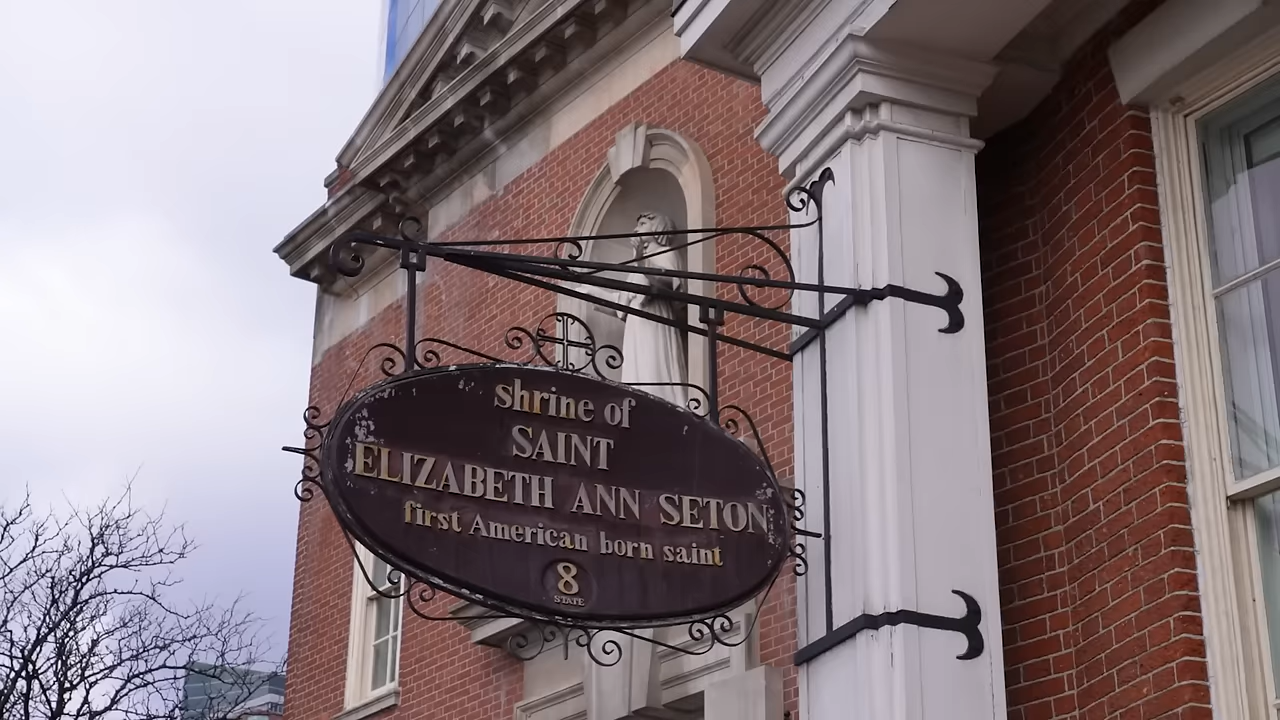 shrine of
SAINT
ELIZABETH ANN SETON
first American born saint
8
STATE